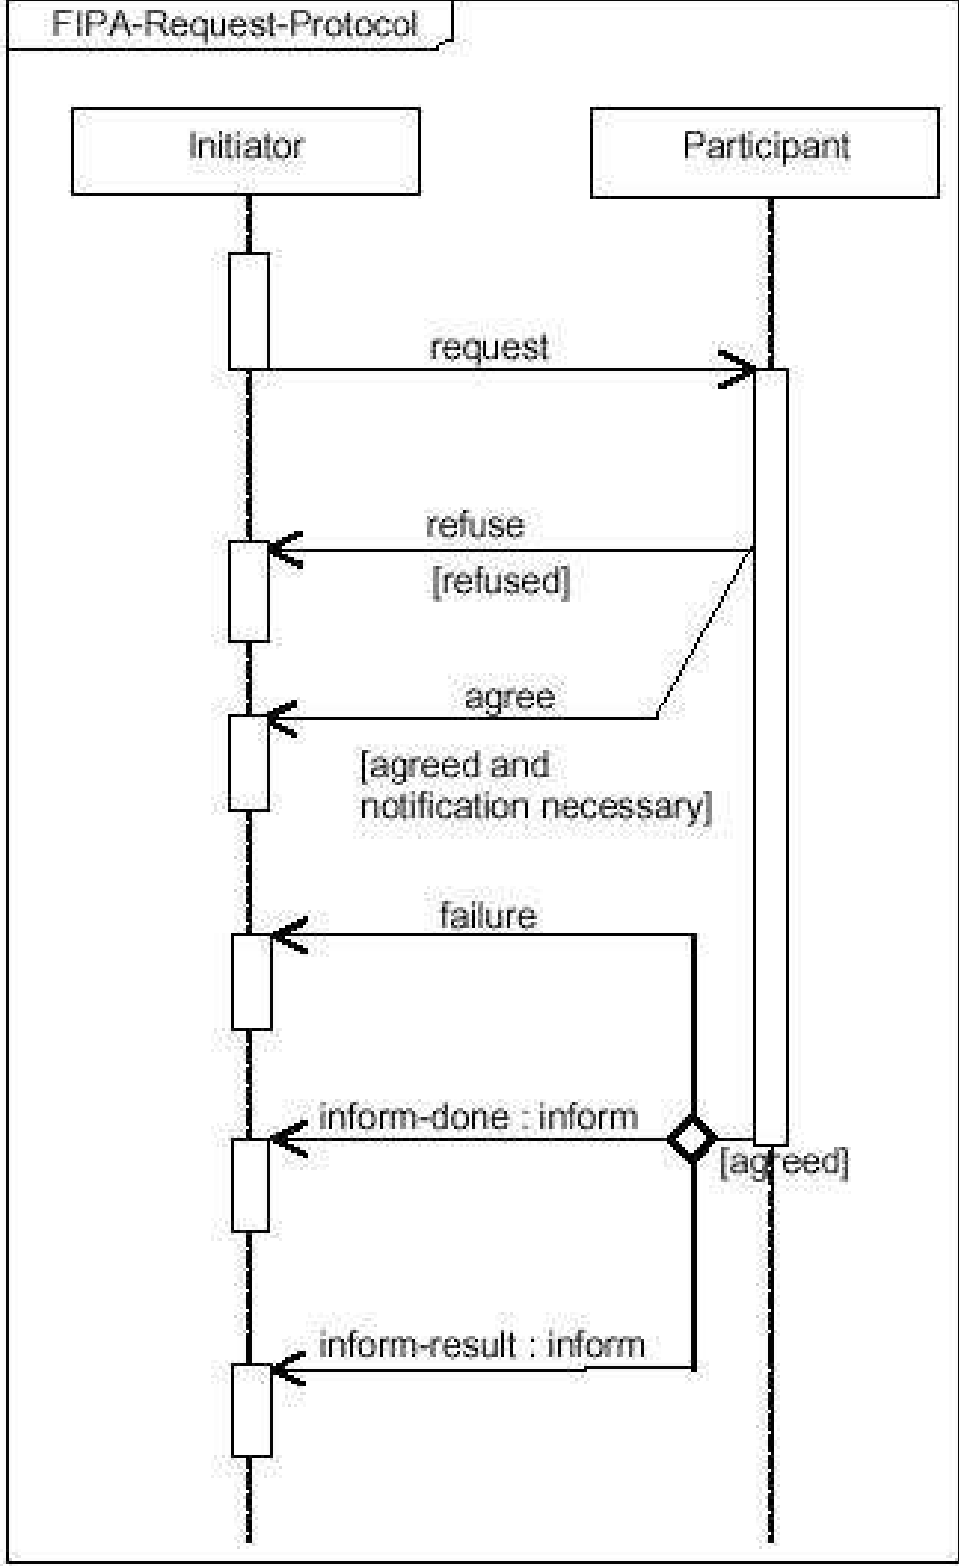 FIPA-Request-Protocol
Initiator
Participant
request
refuse
[refused]
agree
[agreed and
notification necessary]
failure
inform-done : inform
[agreed]
inform-result : inform